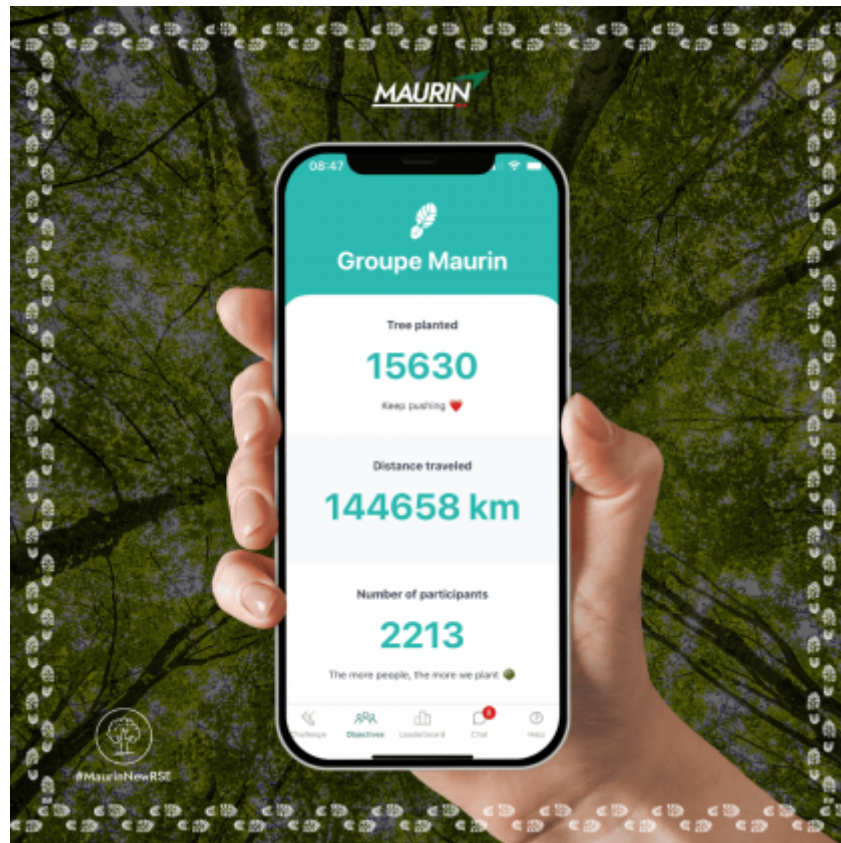 MAURIN
08:47
Groupe Maurin
Tree planted
15630
Keep pushing ❤️
Distance traveled
144658 km
Number of participants
2213
The more people, the more we plant
Challenge Objectives Leaderboard Chat Help
#MaurinNewRSE